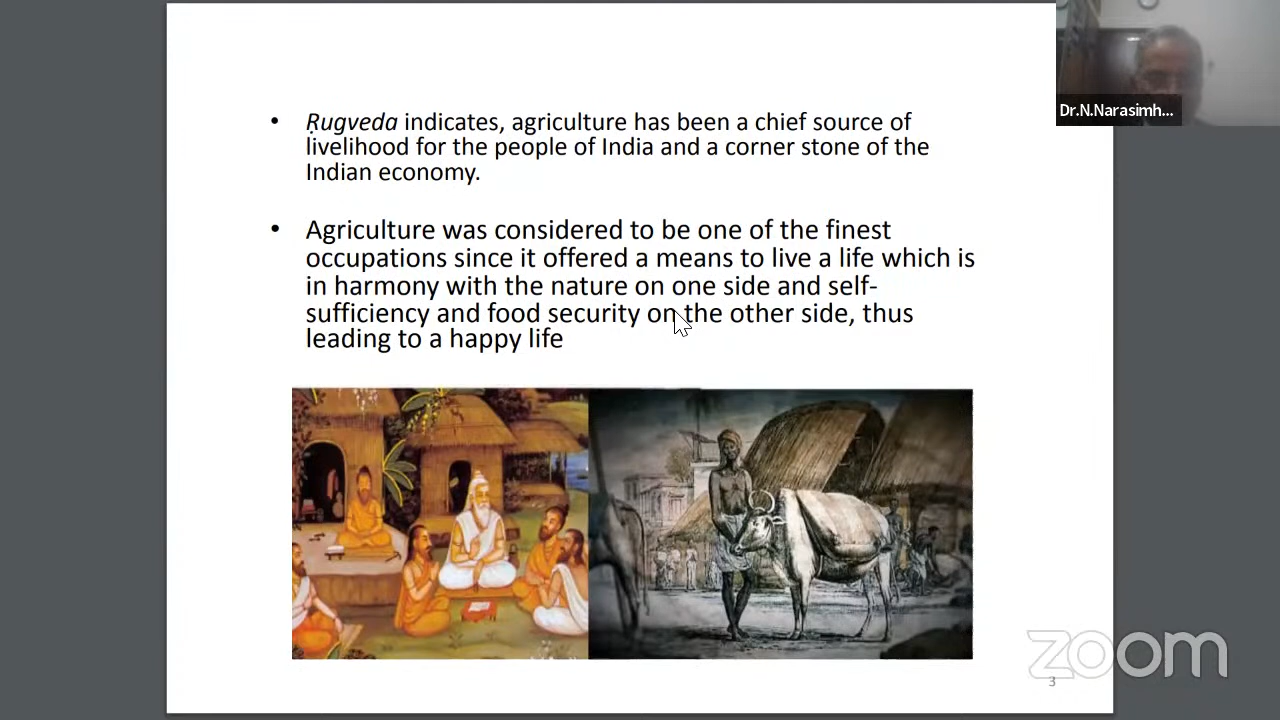 Dr.N.Narasimh...
• Ṛugveda indicates, agriculture has been a chief source of
livelihood for the people of India and a corner stone of the
Indian economy.
• Agriculture was considered to be one of the finest
occupations since it offered a means to live a life which is
in harmony with the nature on one side and self-
sufficiency and food security on the other side, thus
leading to a happy life
zoom
3